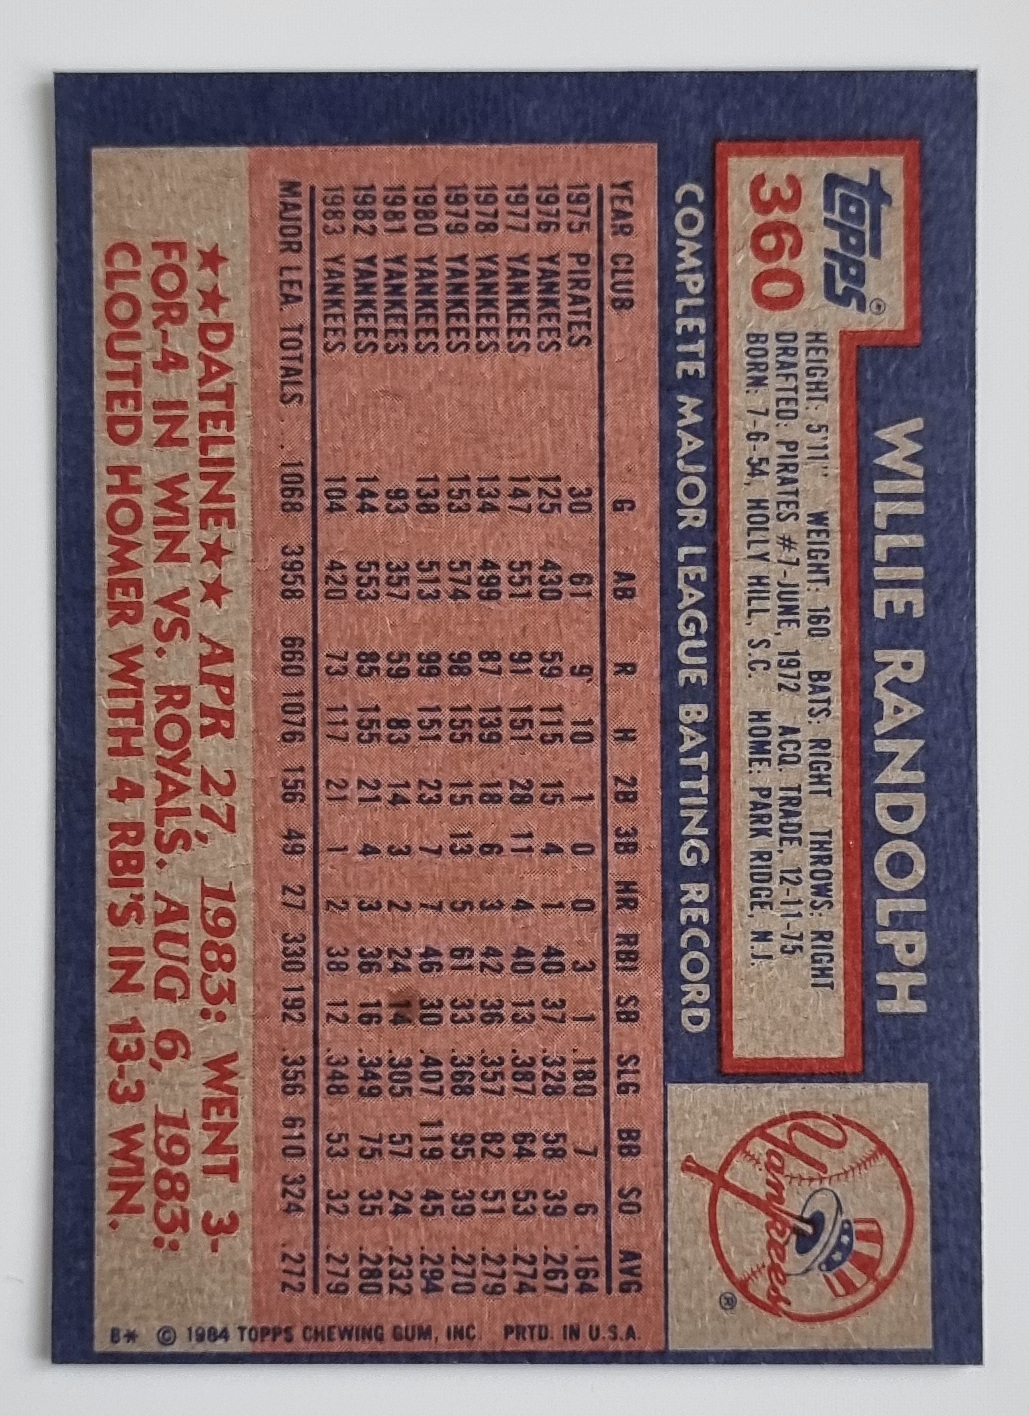 topps®
360
WILLIE RANDOLPH
HEIGHT: 5'11" WEIGHT: 160 BATS: RIGHT THROWS: RIGHT
DRAFTED: PIRATES #7-JUNE, 1972 ACQ. TRADE, 12-11-75
BORN: 7-6-54, HOLLY HILL, S.C. HOME: PARK RIDGE, N.J.
Yankees ®
COMPLETE MAJOR LEAGUE BATTING RECORD
YEAR CLUB G AB R H 2B 3B HR RBI SB SLG BB SO AVG
1975 PIRATES 30 61 9 10 1 0 0 3 1 .180 7 6 .164
1976 YANKEES 125 430 59 115 15 4 1 40 37 .328 58 39 .267
1977 YANKEES 147 551 91 151 28 11 4 40 13 .387 64 53 .274
1978 YANKEES 134 499 87 139 18 6 3 42 36 .357 82 51 .279
1979 YANKEES 153 574 98 155 15 13 5 61 33 .368 95 39 .270
1980 YANKEES 138 513 99 151 23 7 7 46 30 .407 119 45 .294
1981 YANKEES 93 357 59 83 14 3 2 24 14 .305 57 24 .232
1982 YANKEES 144 553 85 155 21 4 3 36 16 .349 75 35 .280
1983 YANKEES 104 420 73 117 21 1 2 38 12 .348 53 32 .279
MAJOR LEA. TOTALS . . 1068 3958 660 1076 156 49 27 330 192 .356 610 324 .272
★★DATELINE★★ APR 27, 1983: WENT 3-
FOR-4 IN WIN VS. ROYALS. AUG 6, 1983:
CLOUTED HOMER WITH 4 RBI'S IN 13-3 WIN.
B* © 1984 TOPPS CHEWING GUM, INC. PRTD. IN U.S.A.